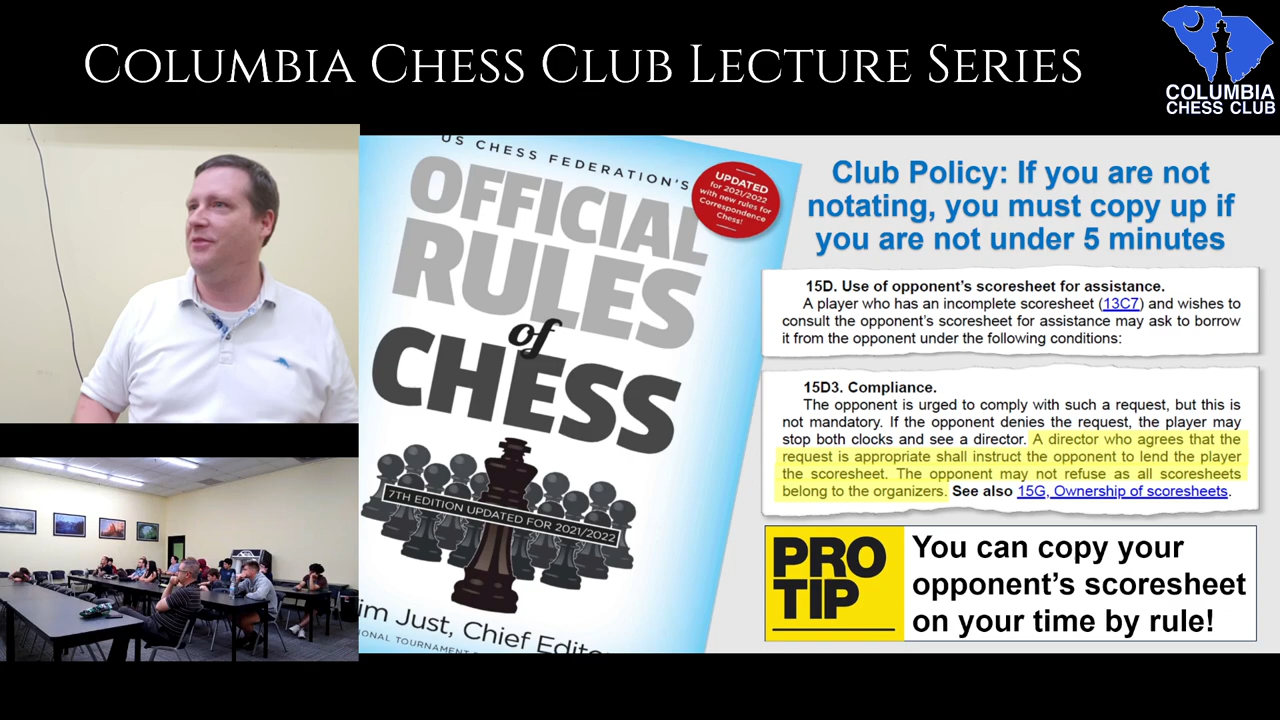 COLUMBIA CHESS CLUB LECTURE SERIES
COLUMBIA
CHESS CLUB
US CHESS FEDERATION'S
OFFICIAL
RULES
of
CHESS
UPDATED
for 2021/2022
with new rules for
Correspondence
Chess!
7TH EDITION UPDATED FOR 2021/2022
im Just, Chief Edito
IONAL TOURNAMENT
Club Policy: If you are not
notating, you must copy up if
you are not under 5 minutes
15D. Use of opponent's scoresheet for assistance.
A player who has an incomplete scoresheet (13C7) and wishes to
consult the opponent's scoresheet for assistance may ask to borrow
it from the opponent under the following conditions:
15D3. Compliance.
The opponent is urged to comply with such a request, but this is
not mandatory. If the opponent denies the request, the player may
stop both clocks and see a director. A director who agrees that the
request is appropriate shall instruct the opponent to lend the player
the scoresheet. The opponent may not refuse as all scoresheets
belong to the organizers. See also 15G, Ownership of scoresheets.
PRO
TIP
You can copy your
opponent's scoresheet
on your time by rule!